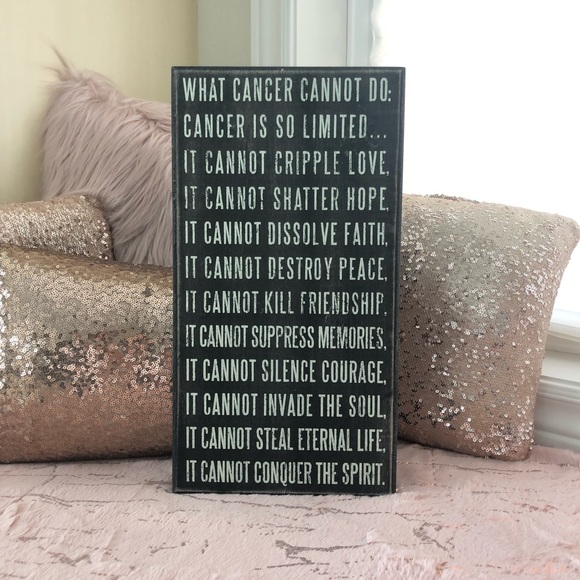 WHAT CANCER CANNOT DO:
CANCER IS SO LIMITED...
IT CANNOT CRIPPLE LOVE,
IT CANNOT SHATTER HOPE,
IT CANNOT DISSOLVE FAITH,
IT CANNOT DESTROY PEACE,
IT CANNOT KILL FRIENDSHIP,
IT CANNOT SUPPRESS MEMORIES,
IT CANNOT SILENCE COURAGE,
IT CANNOT INVADE THE SOUL,
IT CANNOT STEAL ETERNAL LIFE,
IT CANNOT CONQUER THE SPIRIT.